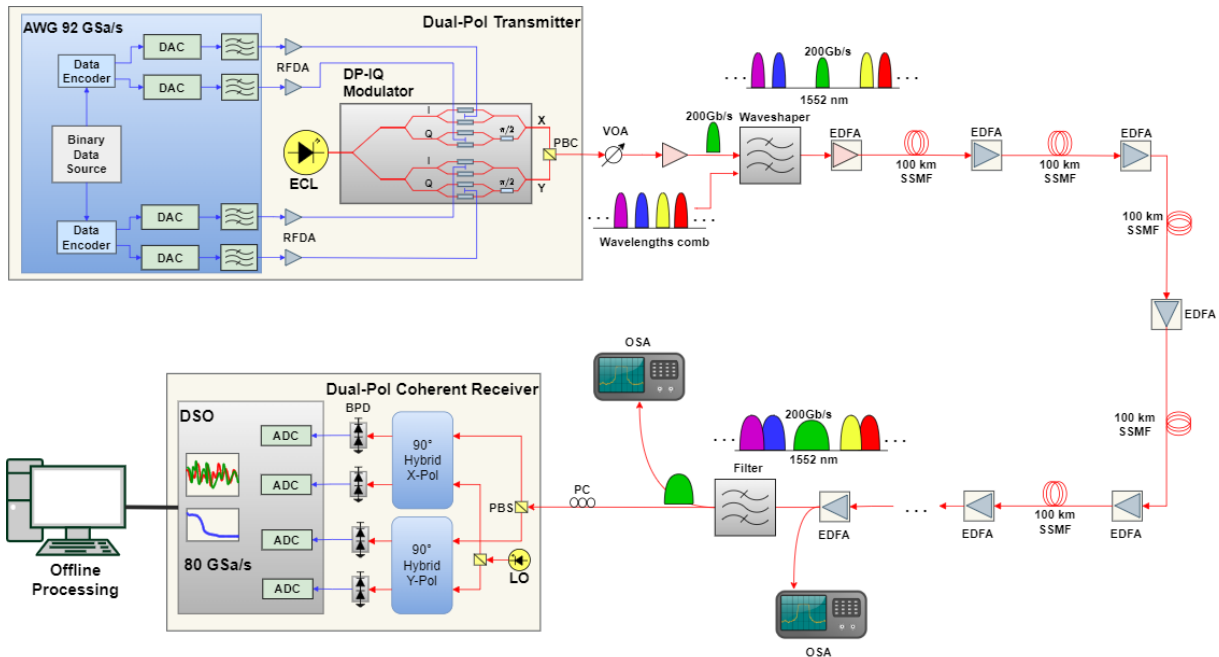 AWG 92 GSa/s
Dual-Pol Transmitter
Data
Encoder
DAC
DAC
RFDA
Binary
Data
Source
Data
Encoder
DAC
DAC
RFDA
DP-IQ
Modulator
ECL
I
Q
π/2
X
I
Q
π/2
Y
PBC
VOA
200Gb/s
Waveshaper
... 200Gb/s ...
1552 nm
... ...
Wavelengths comb
EDFA
100 km
SSMF
EDFA
100 km
SSMF
EDFA
100 km
SSMF
EDFA
100 km
SSMF
EDFA
100 km
SSMF
EDFA
...
EDFA
OSA
... 200Gb/s ...
1552 nm
Filter
OSA
PC
Dual-Pol Coherent Receiver
PBS
LO
90°
Hybrid
X-Pol
90°
Hybrid
Y-Pol
BPD
DSO
ADC
ADC
ADC
ADC
80 GSa/s
Offline
Processing